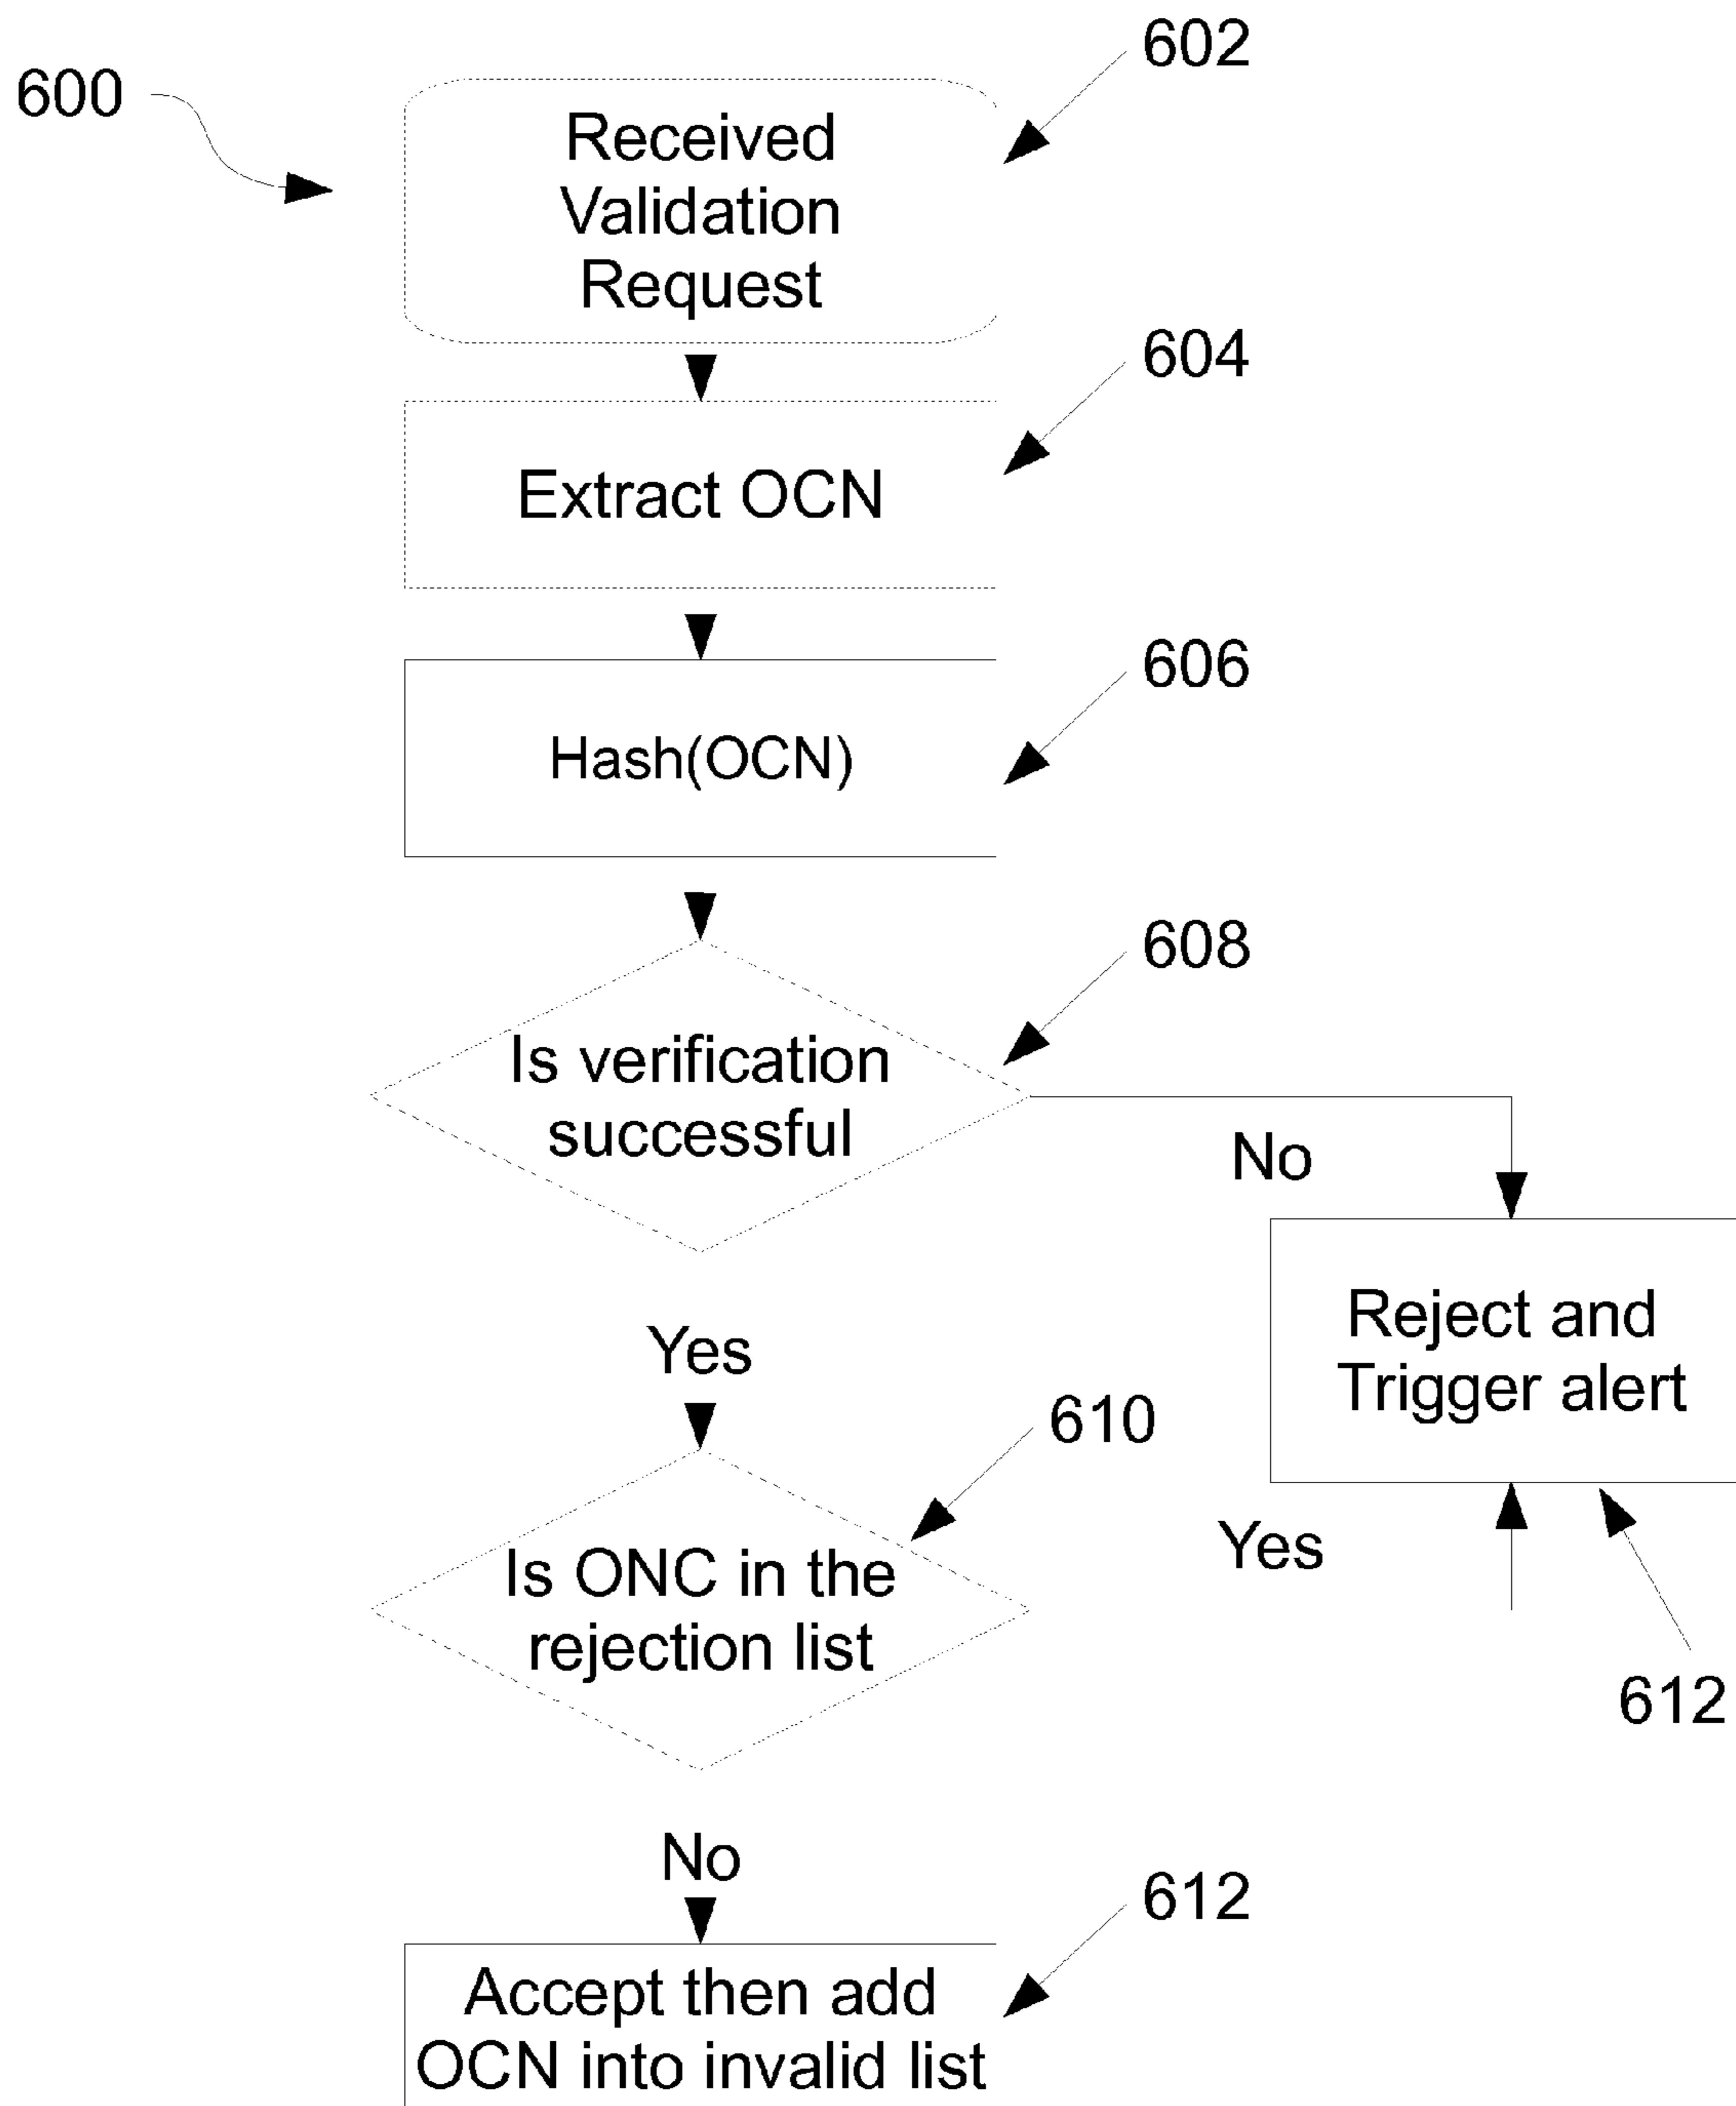 602
600
Received
Validation
Request
604
Extract OCN
606
Hash(OCN)
608
Is verification
successful
No
Reject and
Trigger alert
Yes
610
Yes
Is ONC in the
rejection list
612
No
612
Accept then add
OCN into invalid list